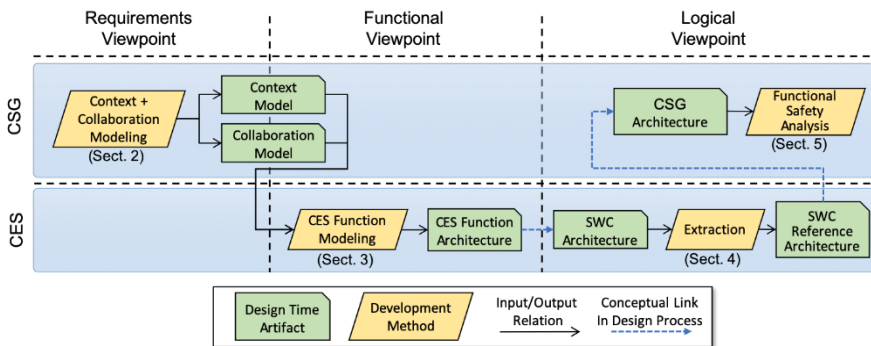 Requirements
Viewpoint
Functional
Viewpoint
Logical
Viewpoint
CSG
Context +
Collaboration
Modeling
(Sect. 2)
Context
Model
Collaboration
Model
CSG
Architecture
Functional
Safety
Analysis
(Sect. 5)
CES
CES Function
Modeling
(Sect. 3)
CES Function
Architecture
SWC
Architecture
Extraction
(Sect. 4)
SWC
Reference
Architecture
Design Time
Artifact
Development
Method
Input/Output
Relation
Conceptual Link
In Design Process